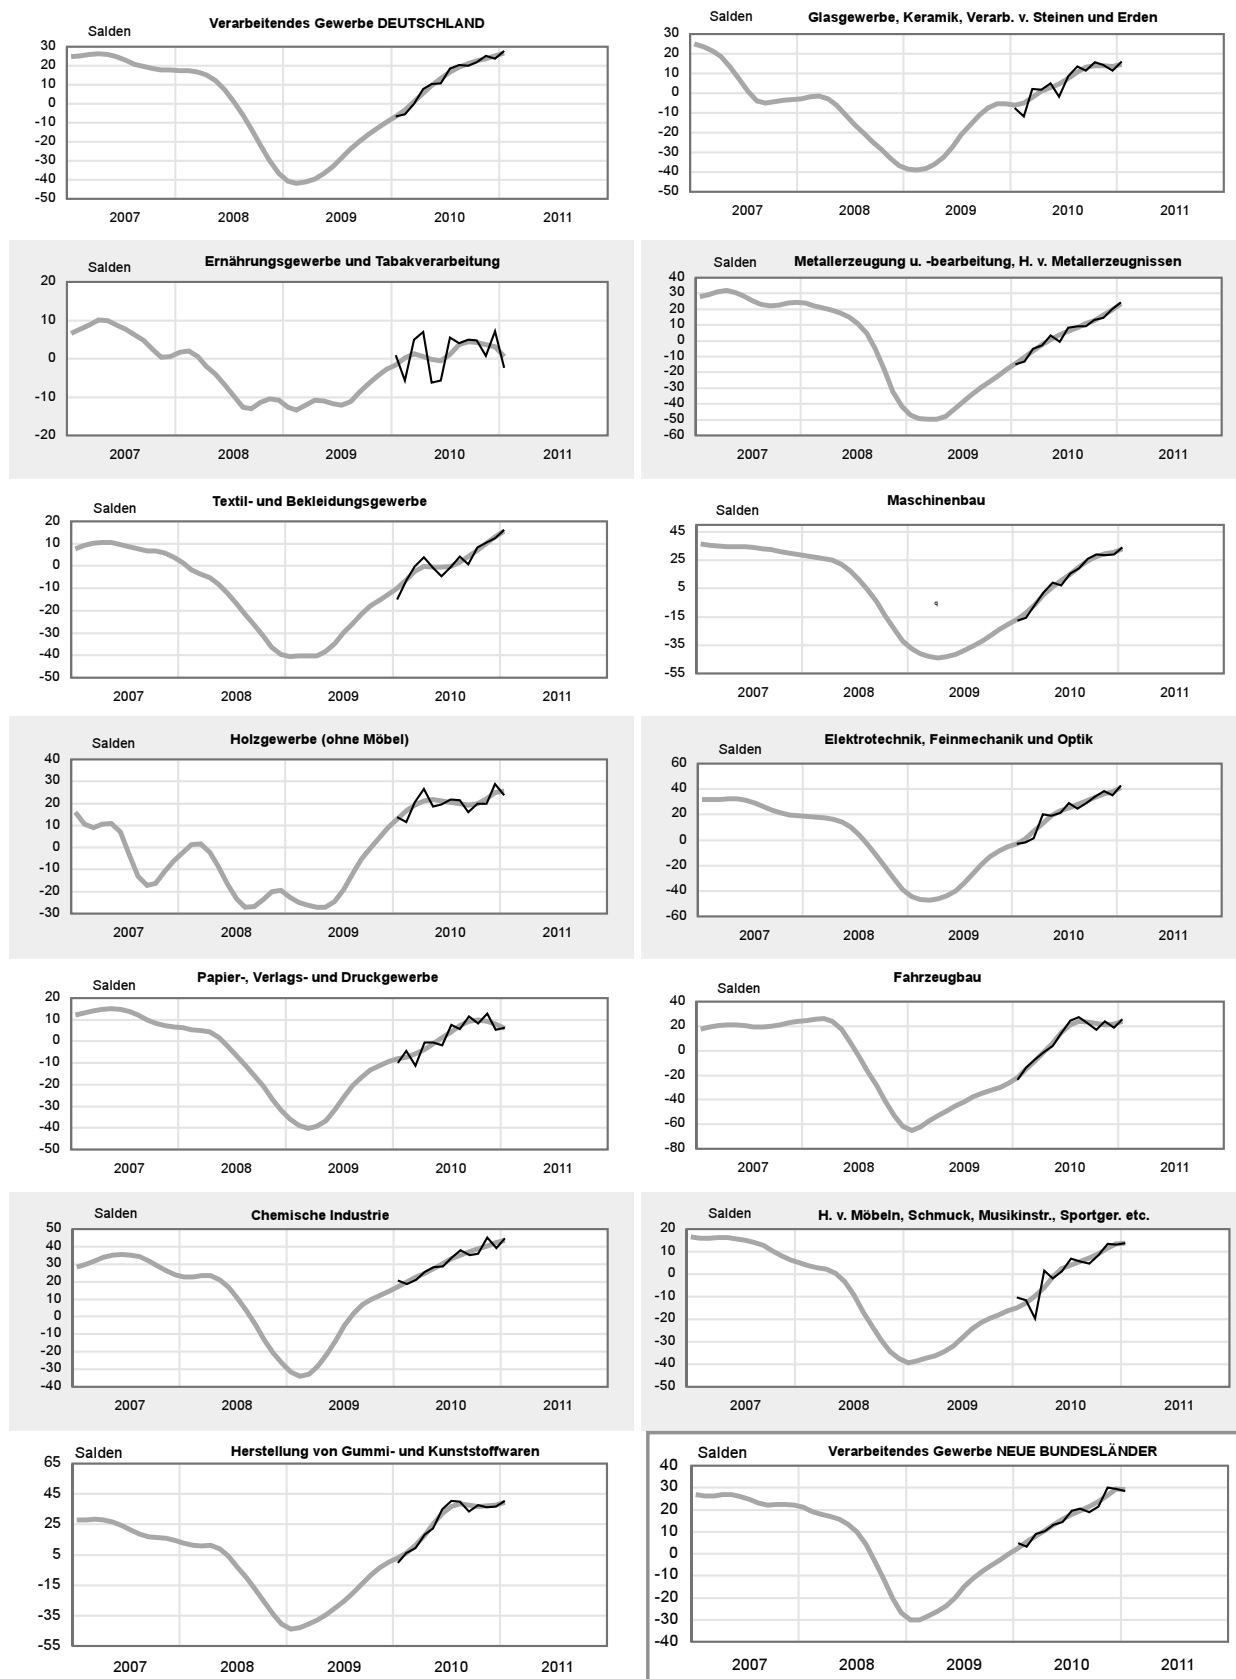 Verarbeitendes Gewerbe DEUTSCHLAND
Salden
30
20
10
0
-10
-20
-30
-40
-50
2007 2008 2009 2010 2011
Glasgewerbe, Keramik, Verarb. v. Steinen und Erden
Salden
30
20
10
0
-10
-20
-30
-40
-50
2007 2008 2009 2010 2011
Ernährungsgewerbe und Tabakverarbeitung
Salden
20
10
0
-10
-20
2007 2008 2009 2010 2011
Metallerzeugung u. -bearbeitung, H. v. Metallerzeugnissen
Salden
40
30
20
10
0
-10
-20
-30
-40
-50
-60
2007 2008 2009 2010 2011
Textil- und Bekleidungsgewerbe
Salden
20
10
0
-10
-20
-30
-40
-50
2007 2008 2009 2010 2011
Maschinenbau
Salden
45
25
5
-15
-35
-55
2007 2008 2009 2010 2011
Holzgewerbe (ohne Möbel)
Salden
40
30
20
10
0
-10
-20
-30
2007 2008 2009 2010 2011
Elektrotechnik, Feinmechanik und Optik
Salden
60
40
20
0
-20
-40
-60
2007 2008 2009 2010 2011
Papier-, Verlags- und Druckgewerbe
Salden
20
10
0
-10
-20
-30
-40
-50
2007 2008 2009 2010 2011
Fahrzeugbau
Salden
40
20
0
-20
-40
-60
-80
2007 2008 2009 2010 2011
Chemische Industrie
Salden
50
40
30
20
10
0
-10
-20
-30
-40
2007 2008 2009 2010 2011
H. v. Möbeln, Schmuck, Musikinstr., Sportger. etc.
Salden
20
10
0
-10
-20
-30
-40
-50
2007 2008 2009 2010 2011
Herstellung von Gummi- und Kunststoffwaren
Salden
65
45
25
5
-15
-35
-55
2007 2008 2009 2010 2011
Verarbeitendes Gewerbe NEUE BUNDESLÄNDER
Salden
40
30
20
10
0
-10
-20
-30
-40
2007 2008 2009 2010 2011